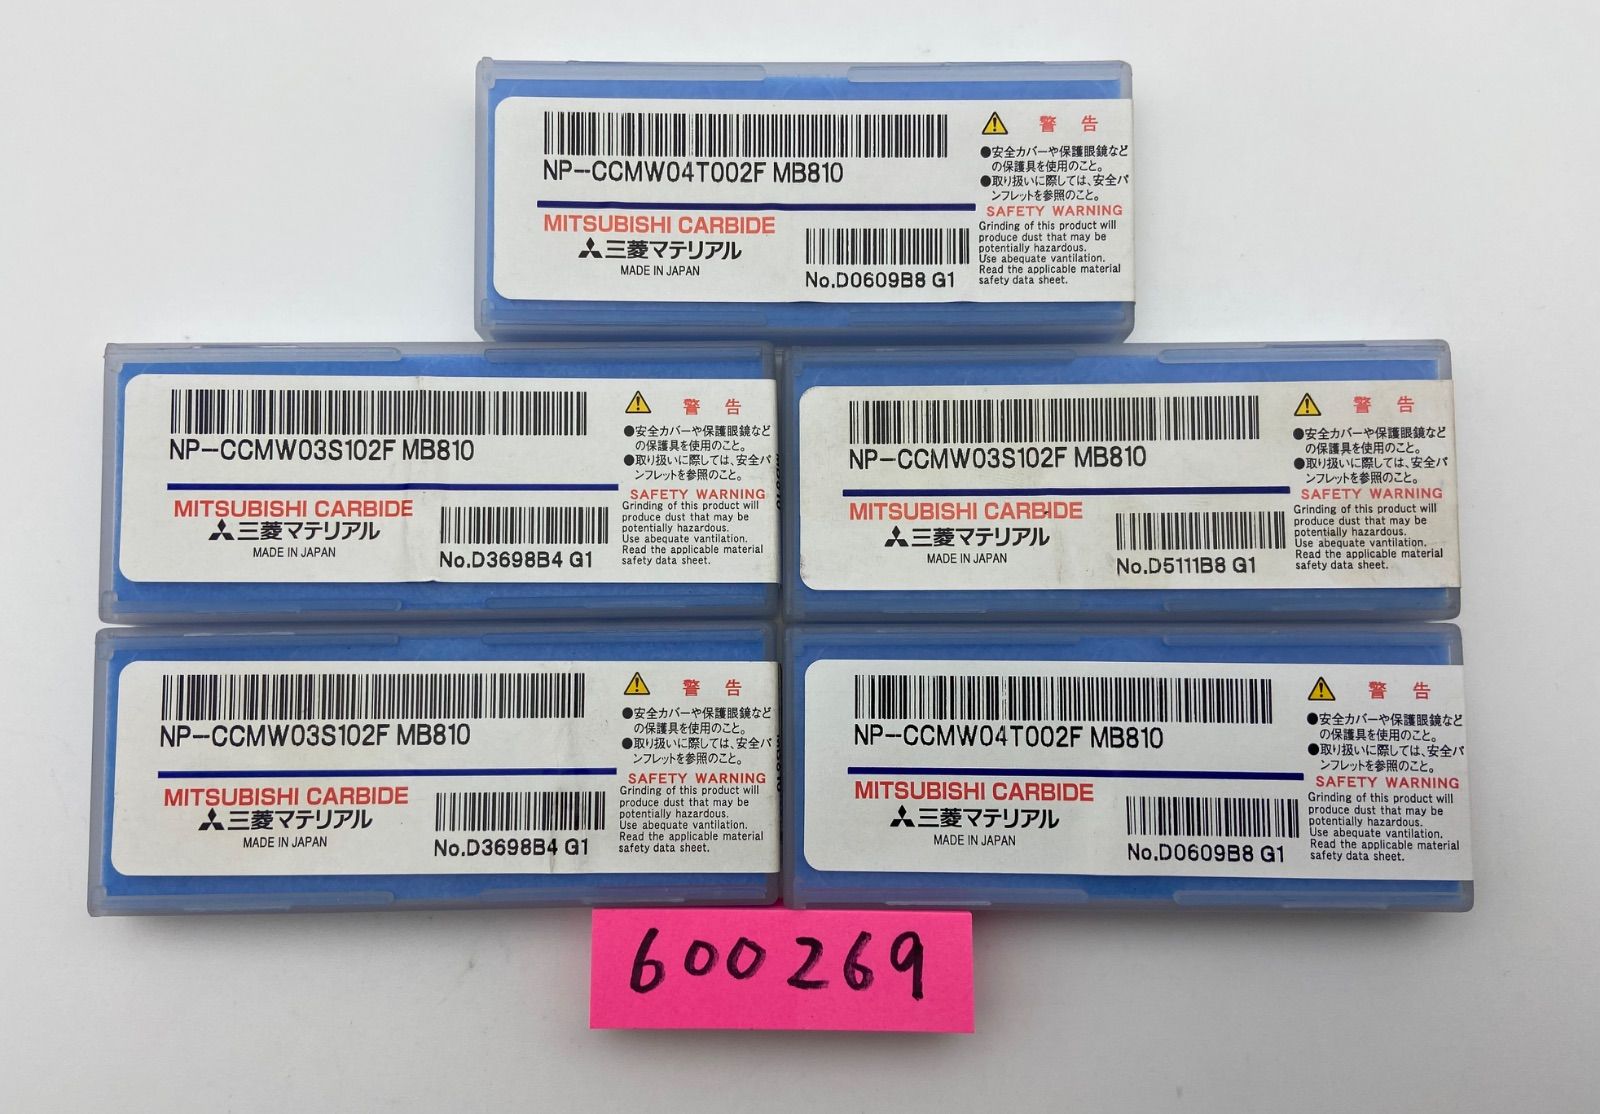 NP-CCMW04T002F MB810
MITSUBISHI CARBIDE
三菱マテリアル
MADE IN JAPAN
No.D0609B8 G1
警 告
●安全カバーや保護眼鏡など
の保護具を使用のこと。
●取り扱いに際しては、安全パ
ンフレットを参照のこと。
SAFETY WARNING
Grinding of this product will
produce dust that may be
potentially hazardous.
Use abequate vantilation.
Read the applicable material
safety data sheet.
NP-CCMW03S102F MB810
MITSUBISHI CARBIDE
三菱マテリアル
MADE IN JAPAN
No.D3698B4 G1
警 告
●安全カバーや保護眼鏡など
の保護具を使用のこと。
●取り扱いに際しては、安全パ
ンフレットを参照のこと。
SAFETY WARNING
Grinding of this product will
produce dust that may be
potentially hazardous.
Use abequate vantilation.
Read the applicable material
safety data sheet.
NP-CCMW03S102F MB810
MITSUBISHI CARBIDE
三菱マテリアル
MADE IN JAPAN
No.D5111B8 G1
警 告
●安全カバーや保護眼鏡など
の保護具を使用のこと。
●取り扱いに際しては、安全パ
ンフレットを参照のこと。
SAFETY WARNING
Grinding of this product will
produce dust that may be
potentially hazardous.
Use abequate vantilation.
Read the applicable material
safety data sheet.
NP-CCMW03S102F MB810
MITSUBISHI CARBIDE
三菱マテリアル
MADE IN JAPAN
No.D3698B4 G1
警 告
●安全カバーや保護眼鏡など
の保護具を使用のこと。
●取り扱いに際しては、安全パ
ンフレットを参照のこと。
SAFETY WARNING
Grinding of this product will
produce dust that may be
potentially hazardous.
Use abequate vantilation.
Read the applicable material
safety data sheet.
NP-CCMW04T002F MB810
MITSUBISHI CARBIDE
三菱マテリアル
MADE IN JAPAN
No.D0609B8 G1
警 告
●安全カバーや保護眼鏡など
の保護具を使用のこと。
●取り扱いに際しては、安全パ
ンフレットを参照のこと。
SAFETY WARNING
Grinding of this product will
produce dust that may be
potentially hazardous.
Use abequate vantilation.
Read the applicable material
safety data sheet.
600269